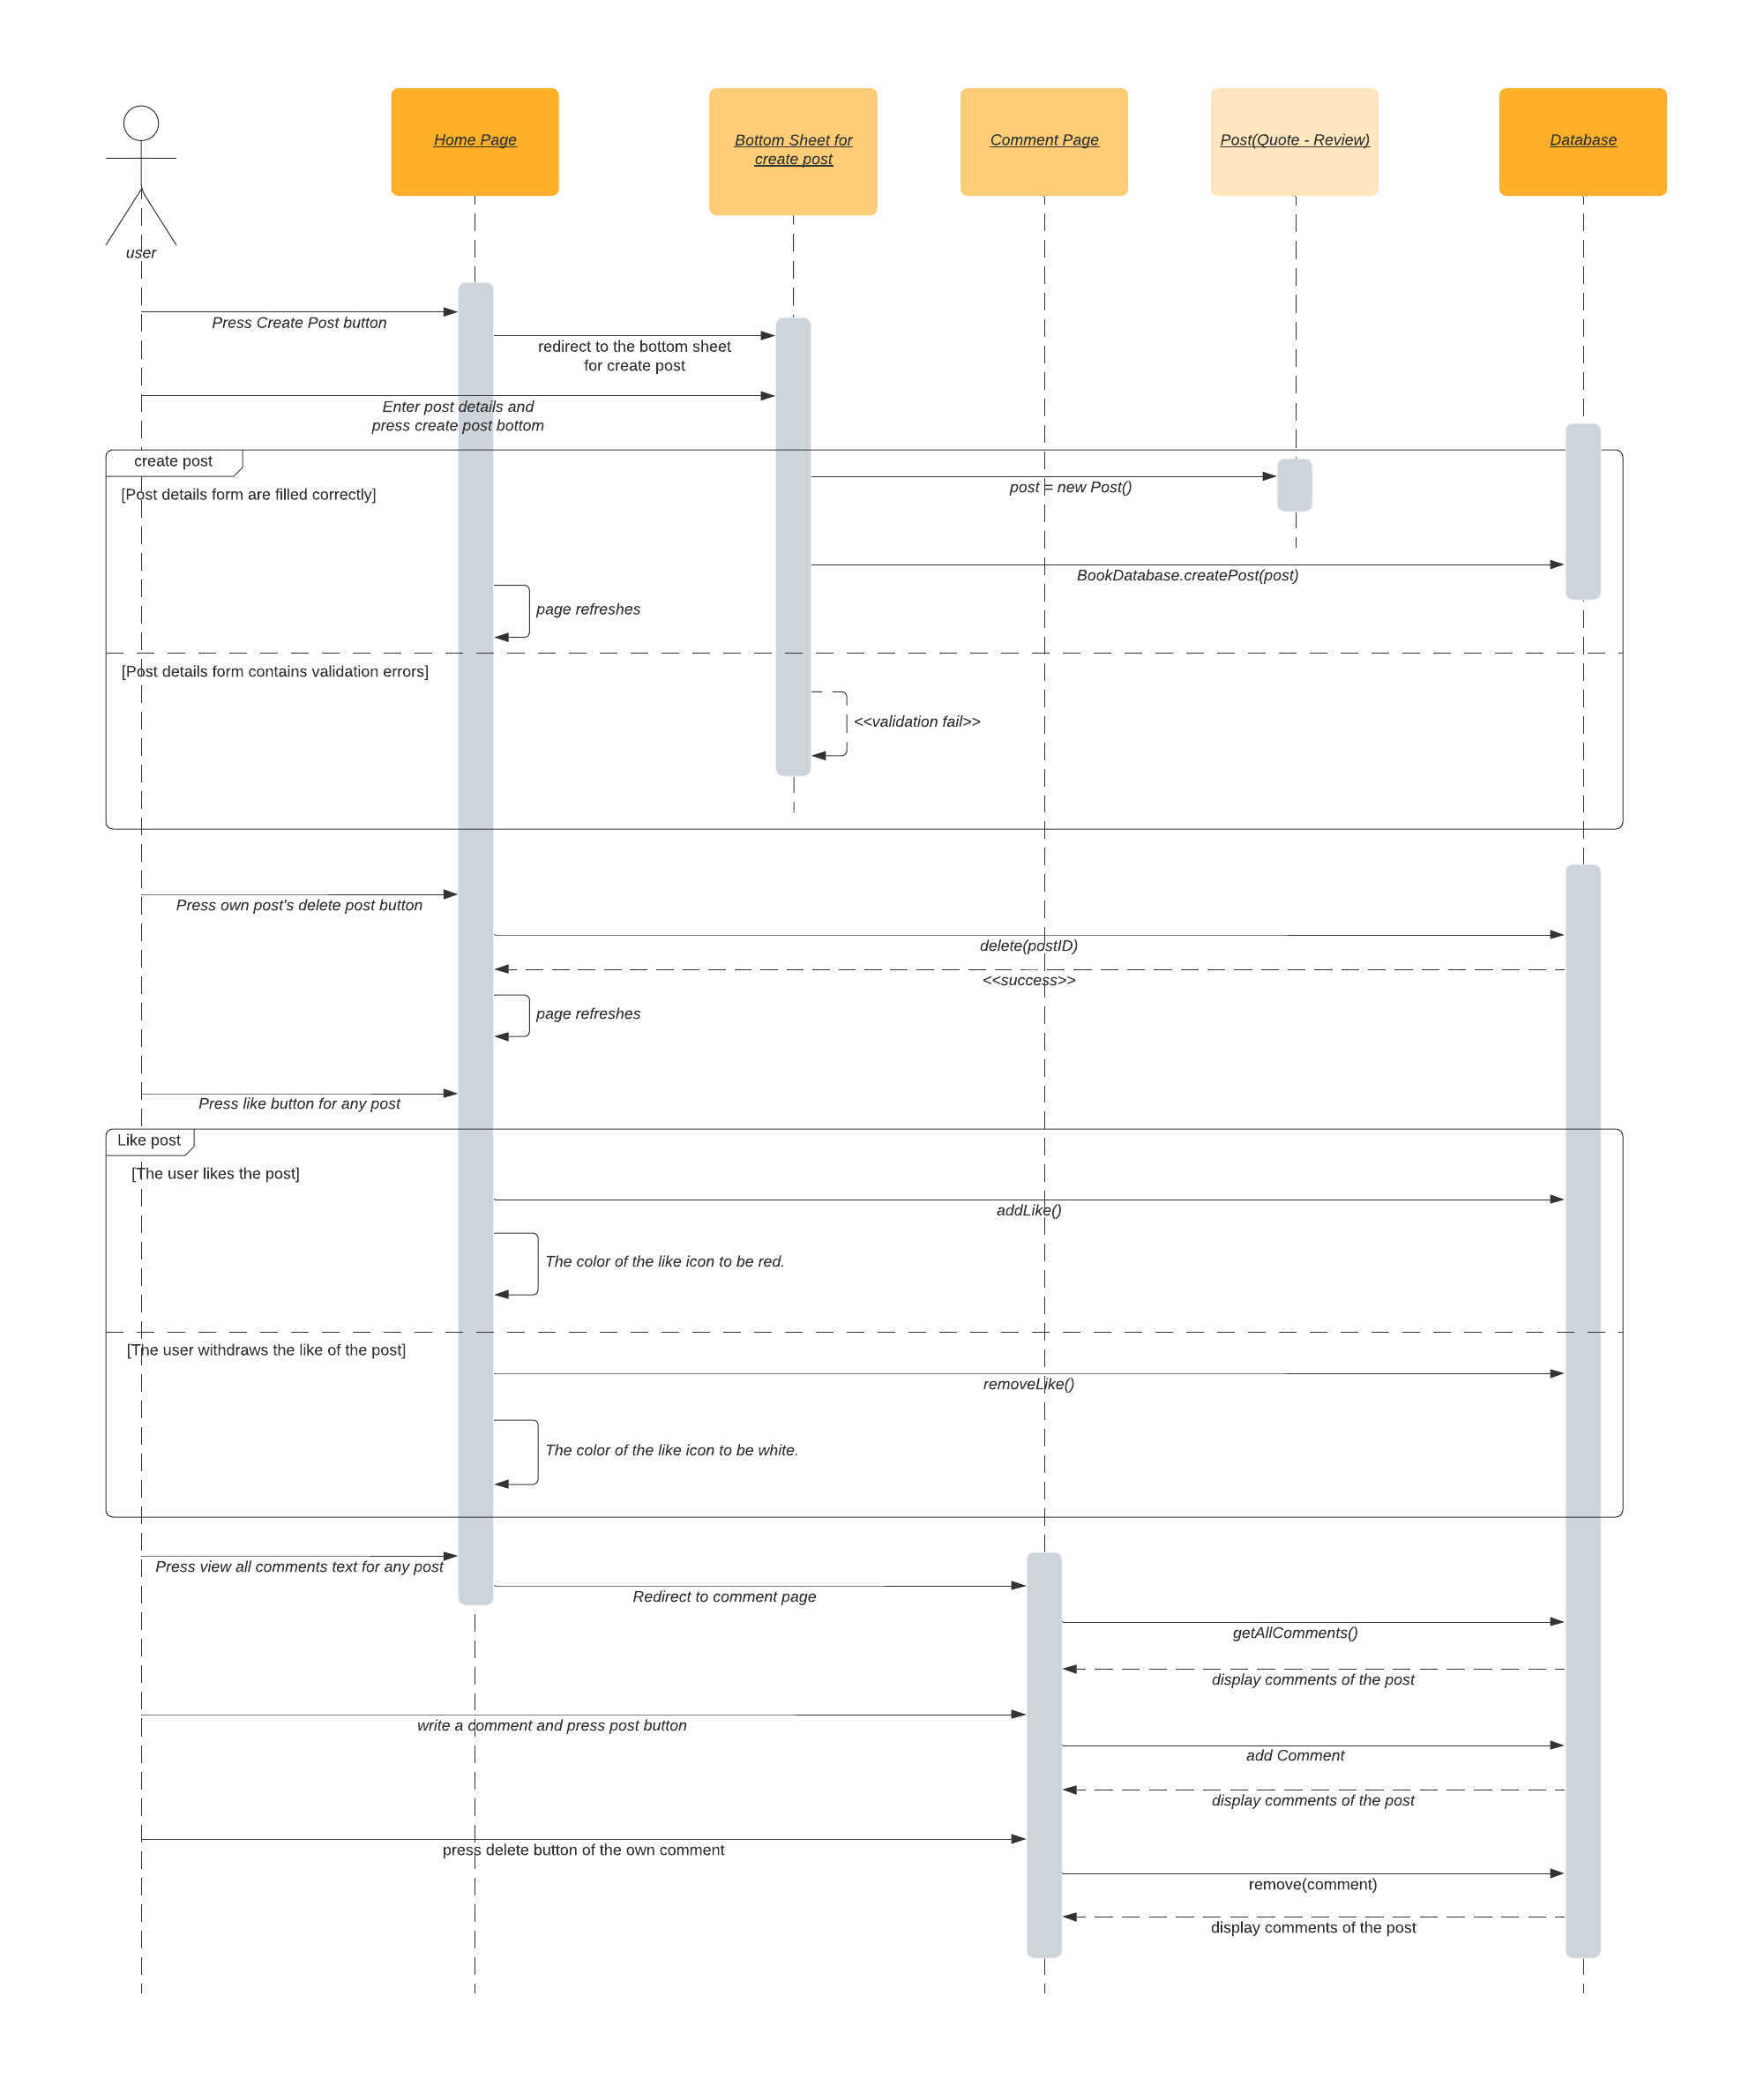 Home Page
Bottom Sheet for
create post
Comment Page
Post(Quote - Review)
Database
user
Press Create Post button
redirect to the bottom sheet
for create post
Enter post details and
press create post bottom
create post
[Post details form are filled correctly]
post = new Post()
BookDatabase.createPost(post)
page refreshes
[Post details form contains validation errors]
<<validation fail>>
Press own post's delete post button
delete(postID)
<<success>>
page refreshes
Press like button for any post
Like post
[The user likes the post]
addLike()
The color of the like icon to be red.
[The user withdraws the like of the post]
removeLike()
The color of the like icon to be white.
Press view all comments text for any post
Redirect to comment page
getAllComments()
display comments of the post
write a comment and press post button
add Comment
display comments of the post
press delete button of the own comment
remove(comment)
display comments of the post